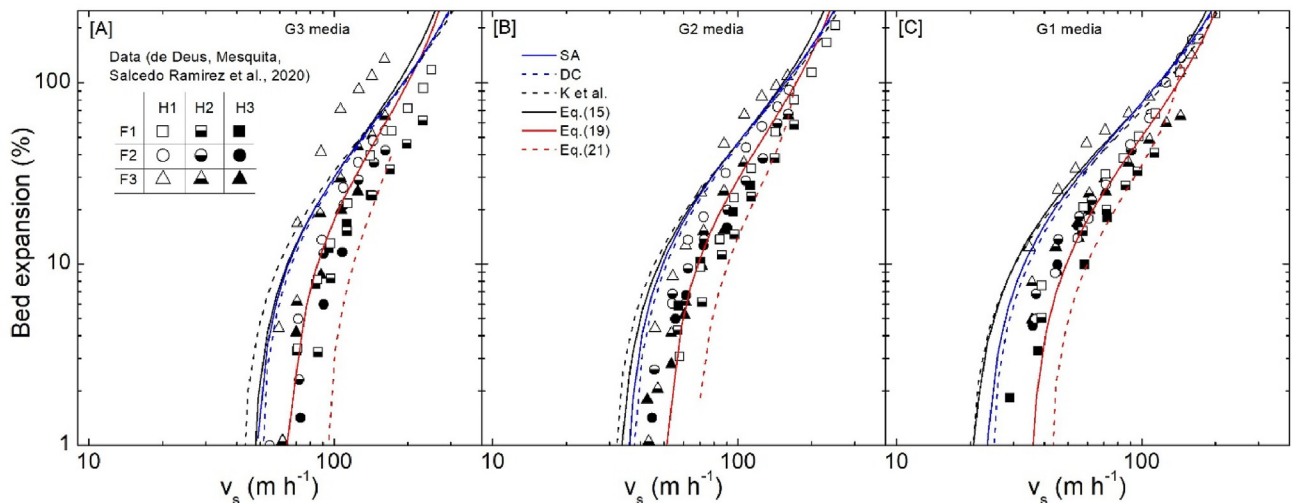 [A]
G3 media
Data (de Deus, Mesquita,
Salcedo Ramirez et al., 2020)
H1 H2 H3
F1
F2
F3
[B]
G2 media
SA
DC
K et al.
Eq.(15)
Eq.(19)
Eq.(21)
[C]
G1 media
Bed expansion (%)
100
10
1
10 100
10 100
10 100
v_s (m h⁻¹)
v_s (m h⁻¹)
v_s (m h⁻¹)